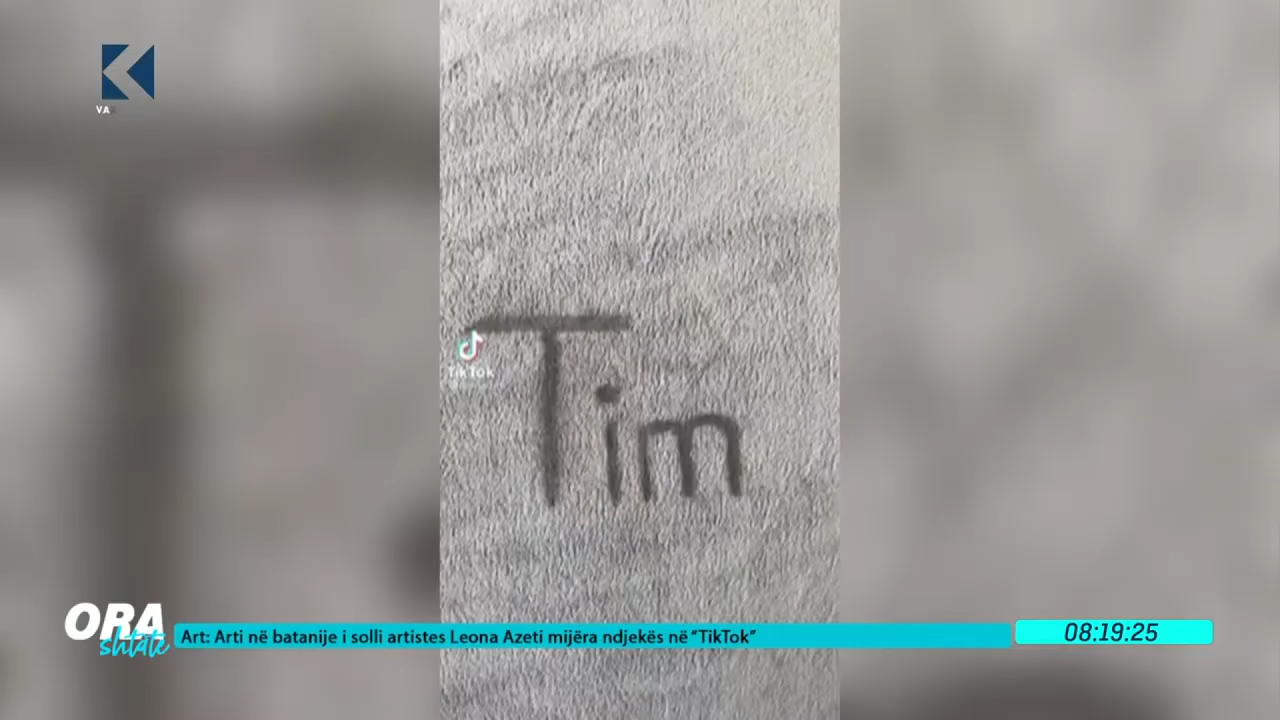 VA
TikTok
Tim
ORA
shtatë
Art: Arti në batanije i solli artistes Leona Azeti mijëra ndjekës në “TikTok”
08:19:25